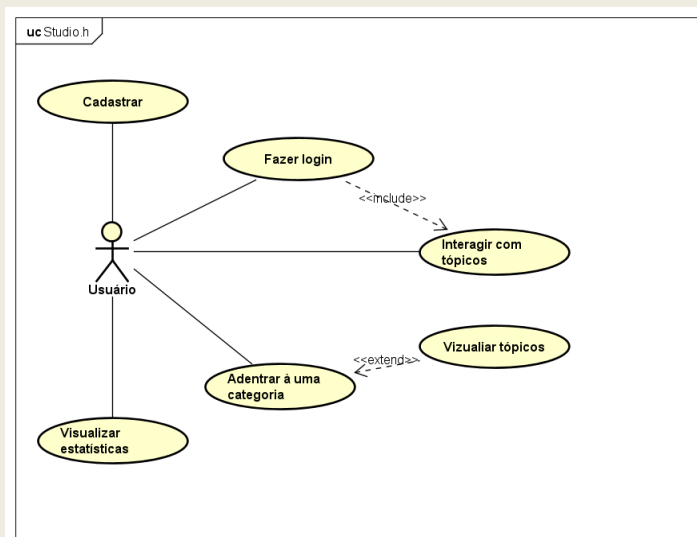 uc Studio.h
Cadastrar
Fazer login
<<include>>
Interagir com
tópicos
Usuário
Vizualiar tópicos
<<extend>>
Adentrar à uma
categoria
Visualizar
estatísticas